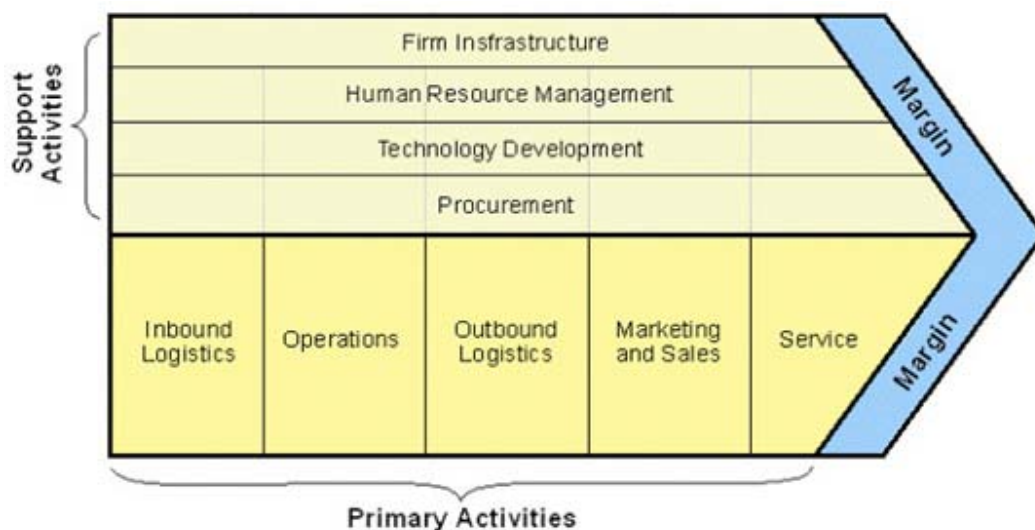 Support
Activities
Firm Insfrastructure
Human Resource Management
Technology Development
Procurement
Margin
Inbound
Logistics
Operations
Outbound
Logistics
Marketing
and Sales
Service
Margin
Primary Activities